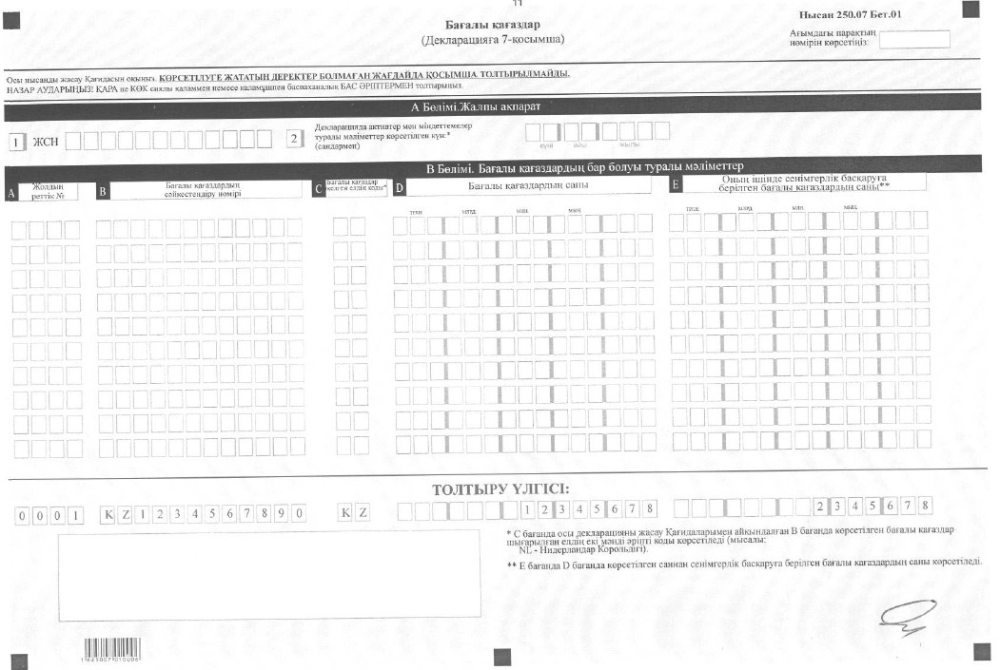 11
Бағалы қағаздар
(Декларацияға 7-қосымша)
Нысан 250.07 Бет.01
Ағымдағы парақтың
нөмірін көрсетіңіз:
Осы нысанды жасау Қағидасын оқыңыз. КӨРСЕТІЛУГЕ ЖАТАТЫН ДЕРЕКТЕР БОЛМАҒАН ЖАҒДАЙДА ҚОСЫМША ТОЛТЫРЫЛМАЙДЫ.
НАЗАР АУДАРЫҢЫЗ! ҚАРА не КӨК сиялы қаламмен немесе қаламұшпен баспаханалық БАС ӘРІПТЕРМЕН толтырыңыз.
А Бөлімі.Жалпы ақпарат
1 ЖСН
2 Декларацияда активтер мен міндеттемелер
туралы мәліметтер көрсетілген күн:*
(сандармен)
күні айы жылы
В Бөлімі. Бағалы қағаздардың бар болуы туралы мәліметтер
A Жолдың
реттік №
B Бағалы қағаздардың
сәйкестендіру нөмірі
C Бағалы қағаздар
келген елдің коды*
D Бағалы қағаздардың саны
E Оның ішінде сенімгерлік басқаруға
берілген бағалы қағаздардың саны**
трлн. млрд. млн. мың. трлн. млрд. млн. мың.
ТОЛТЫРУ ҮЛГІСІ:
0 0 0 1 K Z 1 2 3 4 5 6 7 8 9 0 K Z 1 2 3 4 5 6 7 8 2 3 4 5 6 7 8
* С бағанда осы декларацияны жасау Қағидаларымен айқындалған В бағанда көрсетілген бағалы қағаздар
шығарылған елдің екі мәнді әріпті коды көрсетіледі (мысалы:
NL - Нидерландар Корольдігі).
** Е бағанда D бағанда көрсетілген саннан сенімгерлік басқаруға берілген бағалы қағаздардың саны көрсетіледі.